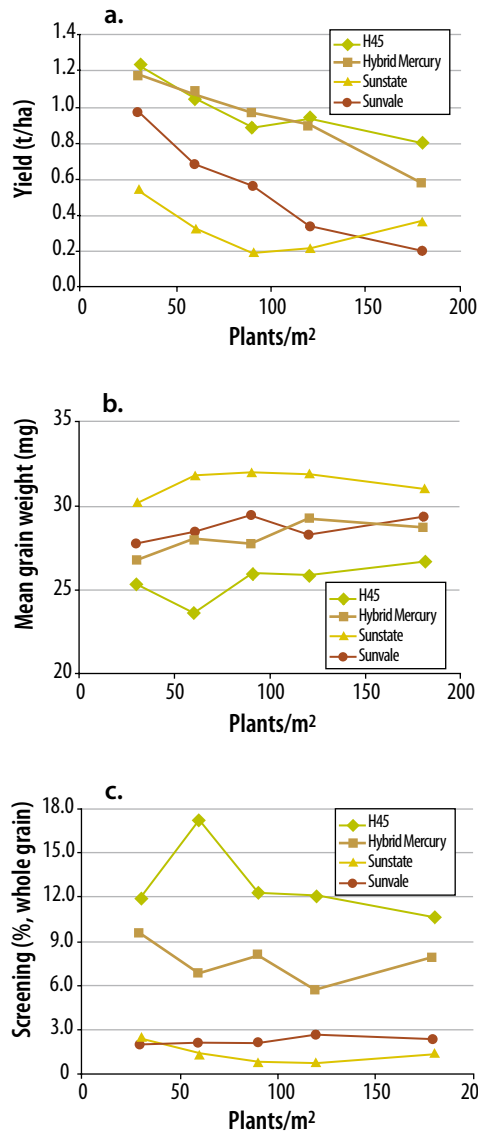 a.
Yield (t/ha)
1.4
1.2
1.0
0.8
0.6
0.4
0.2
0.0
H45
Hybrid Mercury
Sunstate
Sunvale
0 50 100 150 200
Plants/m²
b.
Mean grain weight (mg)
35
30
25
20
H45
Hybrid Mercury
Sunstate
Sunvale
0 50 100 150 200
Plants/m²
c.
Screening (%, whole grain)
18.0
15.0
12.0
9.0
6.0
3.0
0
H45
Hybrid Mercury
Sunstate
Sunvale
0 50 100 150 20
Plants/m²